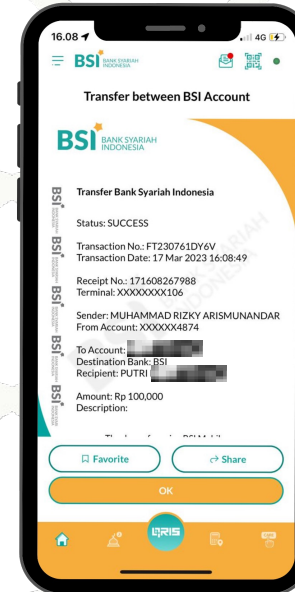 16.08
4G
BSI BANK SYARIAH
INDONESIA
Transfer between BSI Account
BSI BANK SYARIAH
INDONESIA
Transfer Bank Syariah Indonesia
Status: SUCCESS
Transaction No.: FT230761DY6V
Transaction Date: 17 Mar 2023 16:08:49
Receipt No.: 171608267988
Terminal: XXXXXXXX106
Sender: MUHAMMAD RIZKY ARISMUNANDAR
From Account: XXXXXX4874
To Account:
Destination Bank: BSI
Recipient: PUTRI
Amount: Rp 100,000
Description:
Favorite
Share
OK
QRIS